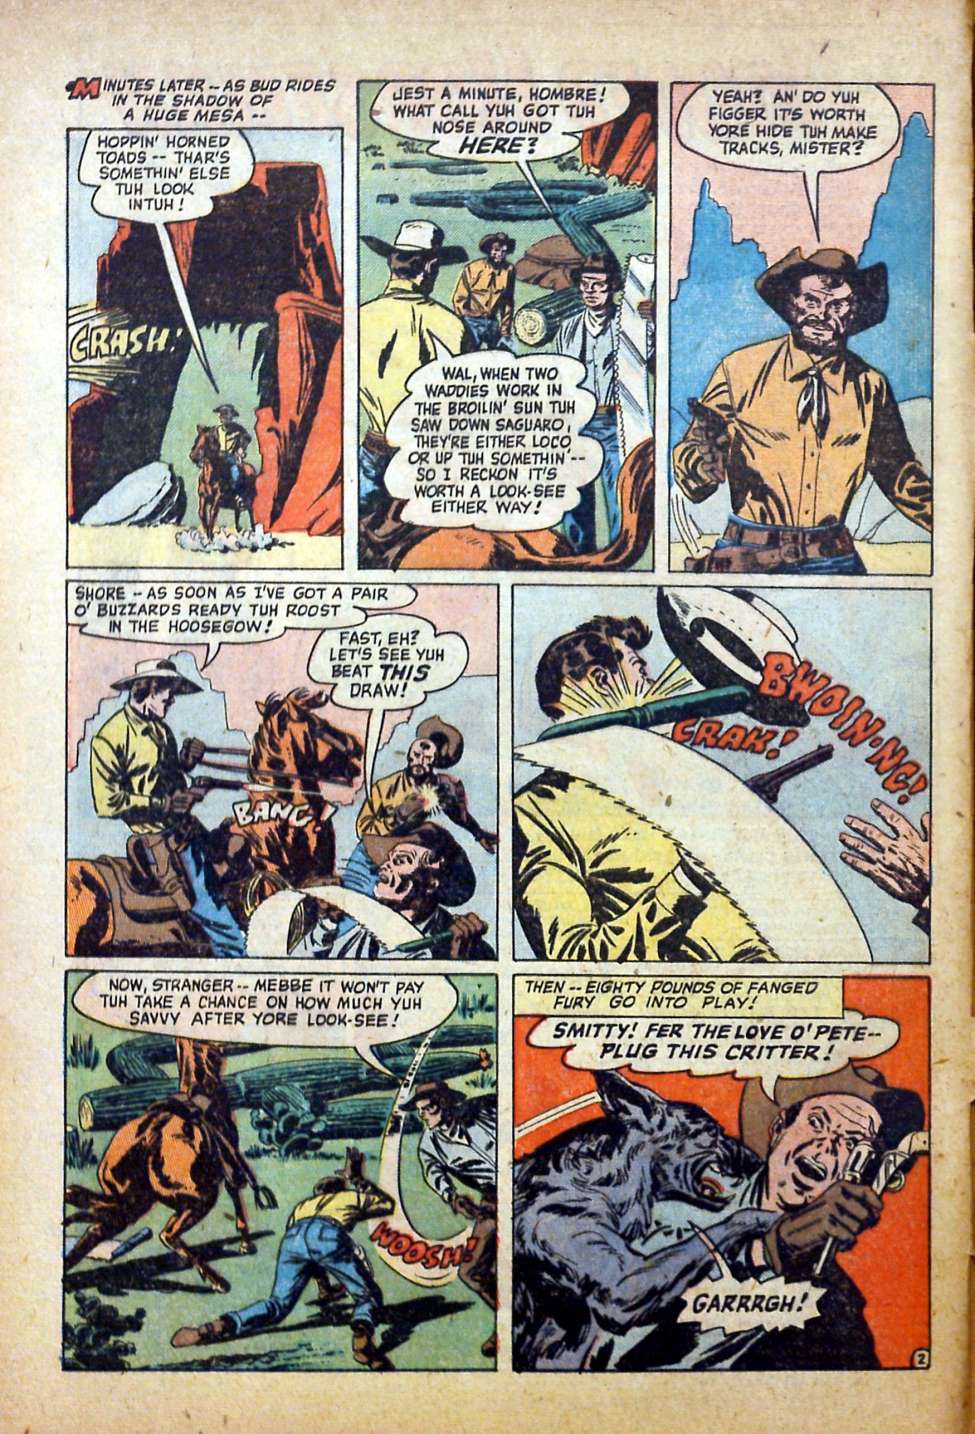 MINUTES LATER -- AS BUD RIDES
IN THE SHADOW OF
A HUGE MESA --
HOPPIN' HORNED
TOADS -- THAR'S
SOMETHIN' ELSE
TUH LOOK
INTUH!
CRASH!
JEST A MINUTE, HOMBRE!
WHAT CALL YUH GOT TUH
NOSE AROUND
HERE?
WAL, WHEN TWO
WADDIES WORK IN
THE BROILIN' SUN TUH
SAW DOWN SAGUARO,
THEY'RE EITHER LOCO
OR UP TUH SOMETHIN'--
SO I RECKON IT'S
WORTH A LOOK-SEE
EITHER WAY!
YEAH? AN' DO YUH
FIGGER IT'S WORTH
YORE HIDE TUH MAKE
TRACKS, MISTER?
SHORE - AS SOON AS I'VE GOT A PAIR
O' BUZZARDS READY TUH ROOST
IN THE HOOSEGOW!
FAST, EH?
LET'S SEE YUH
BEAT THIS
DRAW!
BANG!
BWOIN-NG!
CRAK!
NOW, STRANGER -- MEBBE IT WON'T PAY
TUH TAKE A CHANCE ON HOW MUCH YUH
SAVVY AFTER YORE LOOK-SEE!
WOOSH!
THEN -- EIGHTY POUNDS OF FANGED
FURY GO INTO PLAY!
SMITTY! FER THE LOVE O' PETE--
PLUG THIS CRITTER!
GARRRGH!
2